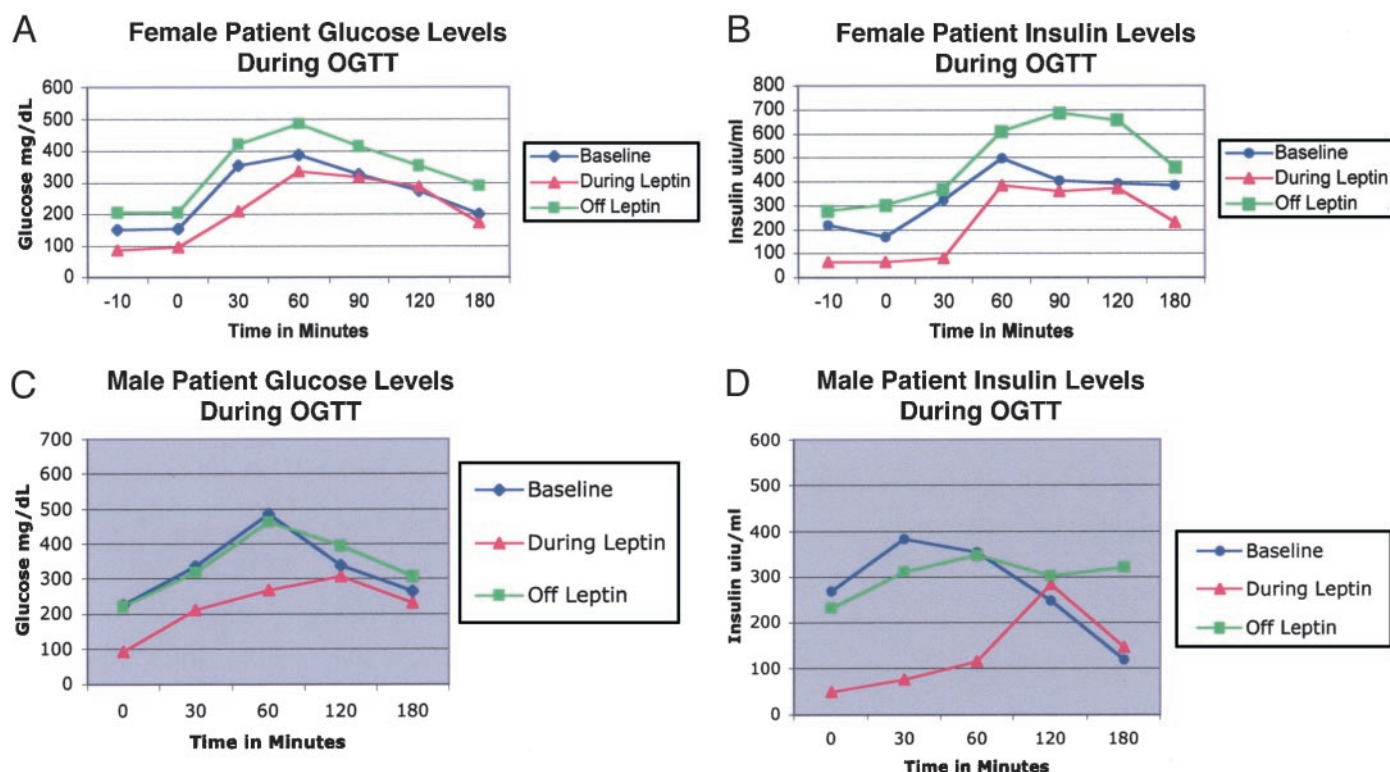 A
Female Patient Glucose Levels
During OGTT
Glucose mg/dL
600
500
400
300
200
100
0
-10 0 30 60 90 120 180
Time in Minutes
Baseline
During Leptin
Off Leptin
B
Female Patient Insulin Levels
During OGTT
Insulin uiu/ml
800
700
600
500
400
300
200
100
0
-10 0 30 60 90 120 180
Time in Minutes
Baseline
During Leptin
Off Leptin
C
Male Patient Glucose Levels
During OGTT
Glucose mg/dL
700
600
500
400
300
200
100
0
0 30 60 120 180
Time in Minutes
Baseline
During Leptin
Off Leptin
D
Male Patient Insulin Levels
During OGTT
Insulin uiu/ml
600
500
400
300
200
100
0
0 30 60 120 180
Time in Minutes
Baseline
During Leptin
Off Leptin